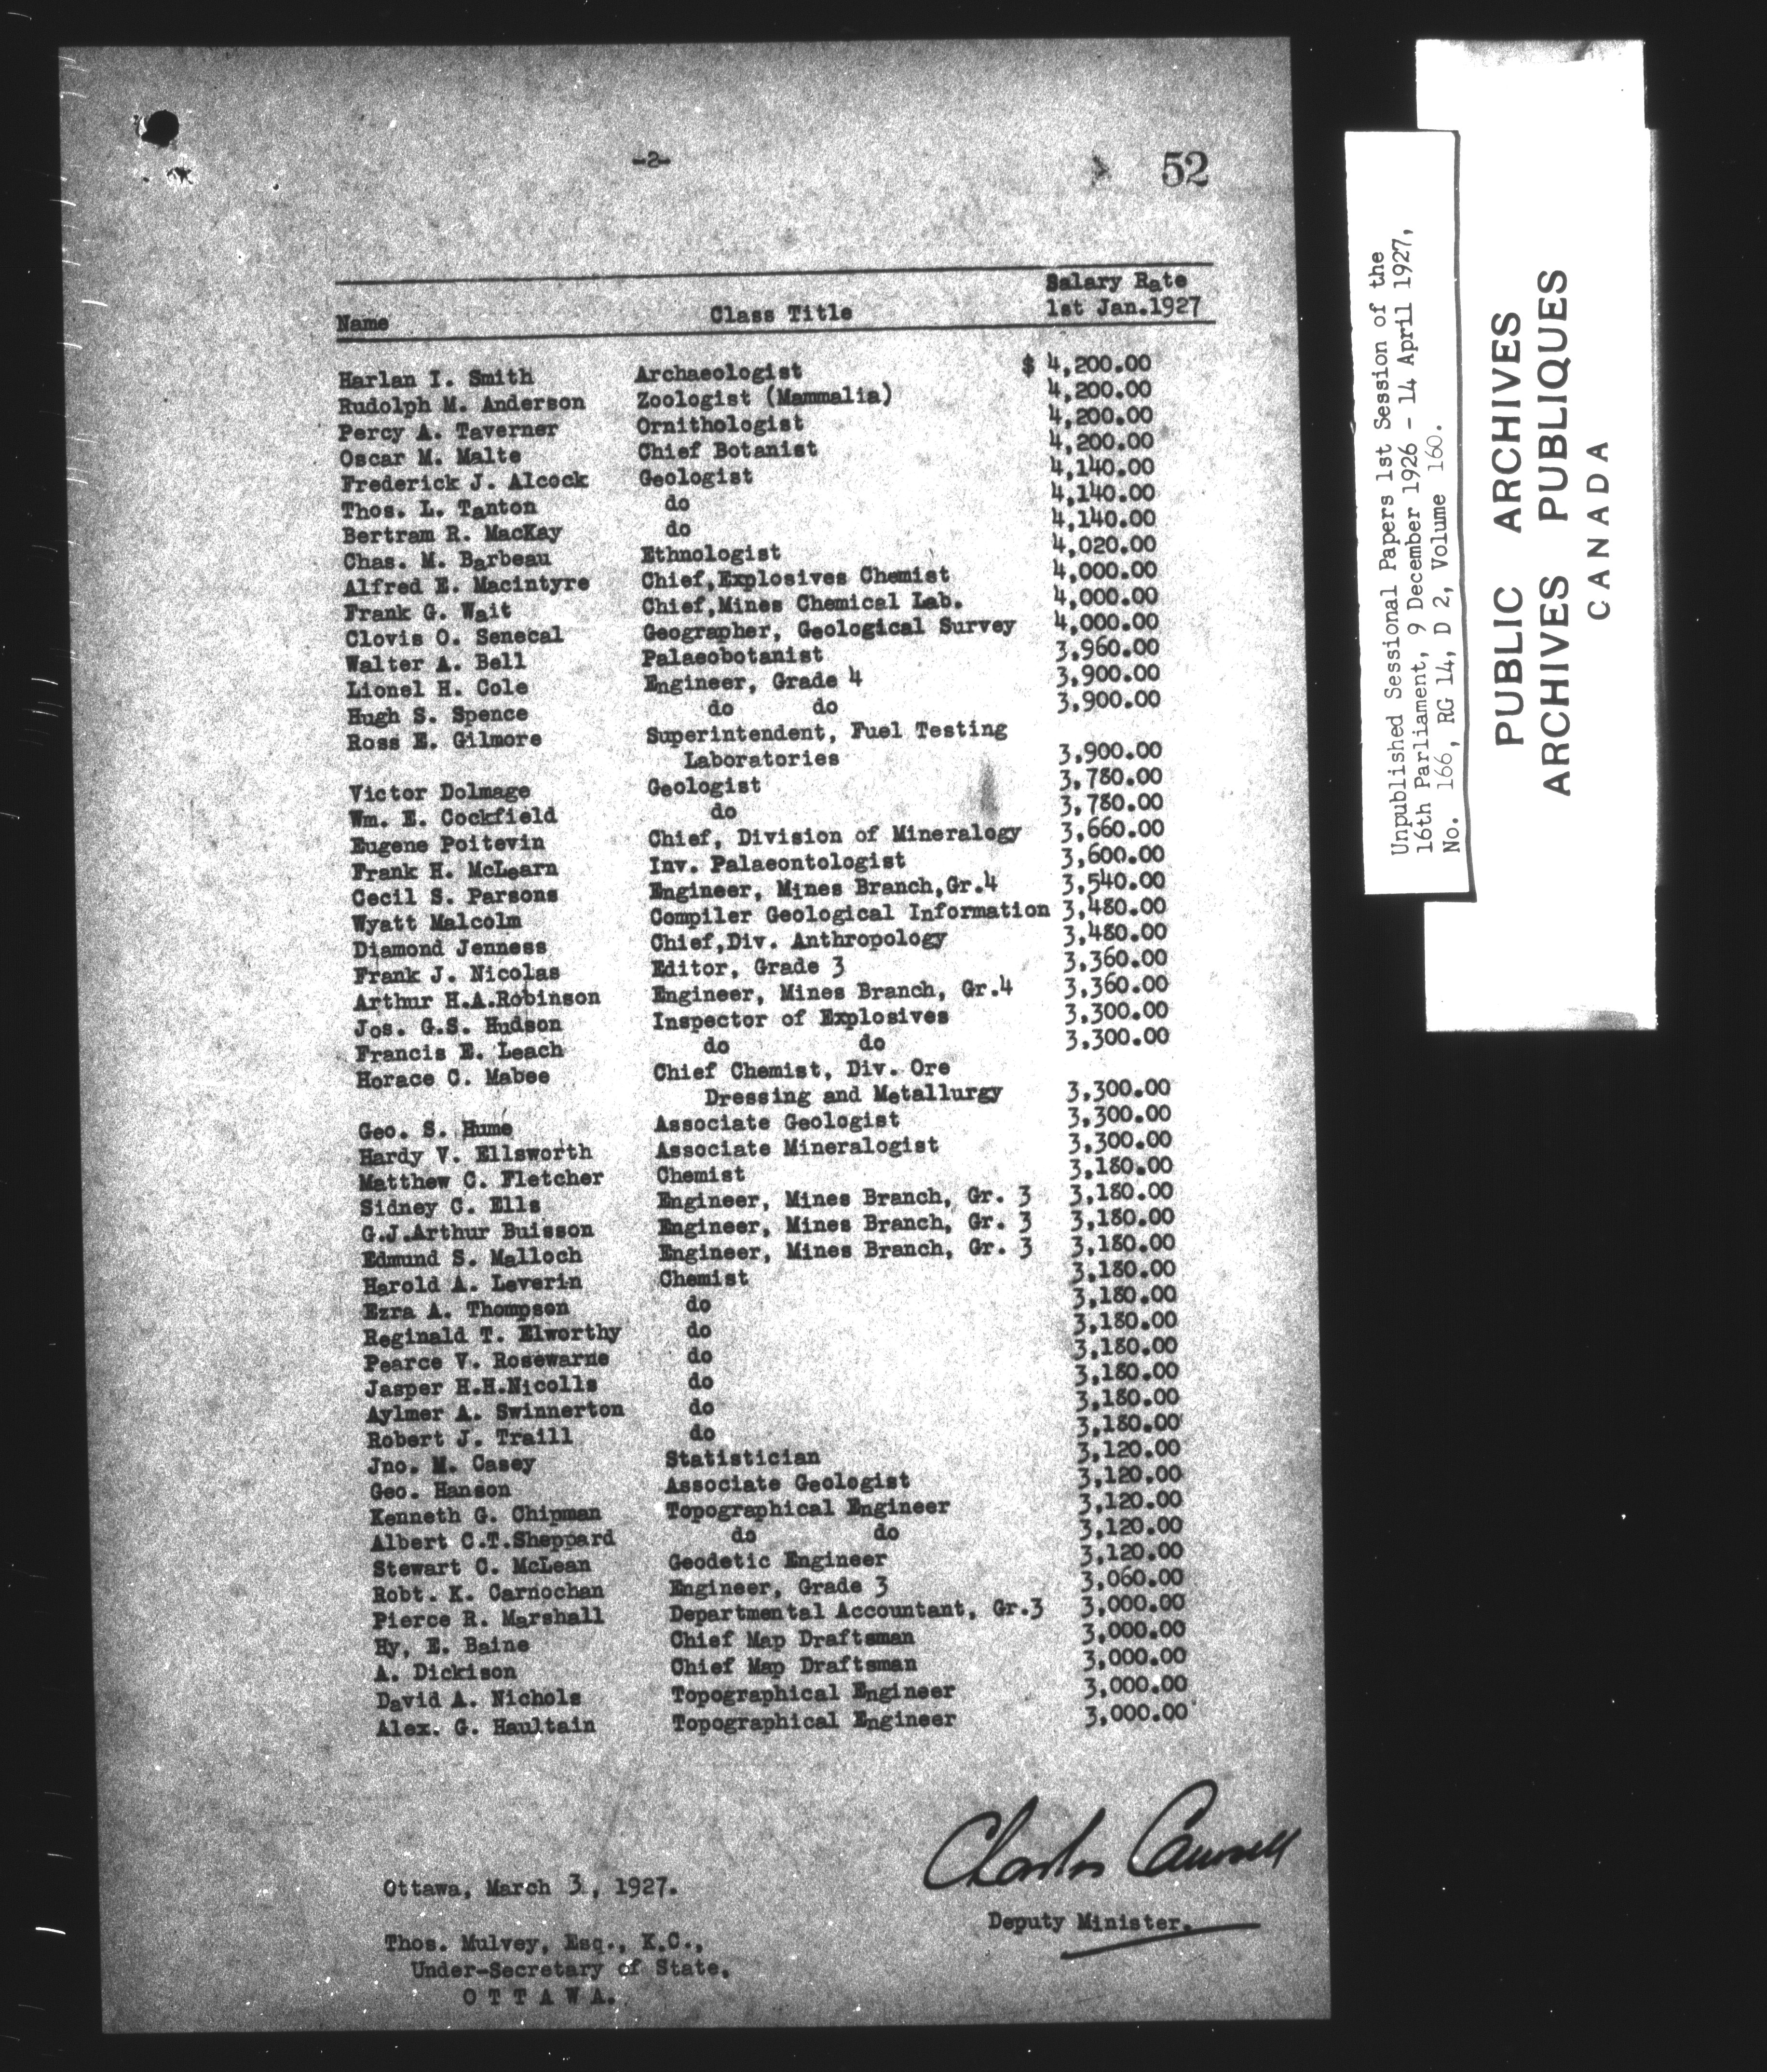 -2-
52
Salary Rate
Name Class Title 1st Jan.1927
Harlan I. Smith Archaeologist $ 4,200.00
Rudolph M. Anderson Zoologist (Mammalia) 4,200.00
Percy A. Taverner Ornithologist 4,200.00
Oscar M. Malte Chief Botanist 4,200.00
Frederick J. Alcock Geologist 4,140.00
Thos. L. Tanton do 4,140.00
Bertram R. MacKay do 4,140.00
Chas. M. Barbeau Ethnologist 4,020.00
Alfred E. Macintyre Chief,Explosives Chemist 4,000.00
Frank G. Wait Chief,Mines Chemical Lab. 4,000.00
Clovis O. Senecal Geographer, Geological Survey 4,000.00
Walter A. Bell Palaeobotanist 3,960.00
Lionel H. Cole Engineer, Grade 4 3,900.00
Hugh S. Spence do do 3,900.00
Ross E. Gilmore Superintendent, Fuel Testing
Laboratories 3,900.00
Victor Dolmage Geologist 3,780.00
Wm. E. Cockfield do 3,780.00
Eugene Poitevin Chief, Division of Mineralogy 3,660.00
Frank H. McLearn Inv. Palaeontologist 3,600.00
Cecil S. Parsons Engineer, Mines Branch,Gr.4 3,540.00
Wyatt Malcolm Compiler Geological Information 3,480.00
Diamond Jenness Chief,Div. Anthropology 3,480.00
Frank J. Nicolas Editor, Grade 3 3,360.00
Arthur H.A.Robinson Engineer, Mines Branch, Gr.4 3,360.00
Jos. G.S. Hudson Inspector of Explosives 3,300.00
Francis E. Leach do do 3,300.00
Horace C. Mabee Chief Chemist, Div. Ore
Dressing and Metallurgy 3,300.00
Geo. S. Hume Associate Geologist 3,300.00
Hardy V. Ellsworth Associate Mineralogist 3,300.00
Matthew C. Fletcher Chemist 3,180.00
Sidney C. Ells Engineer, Mines Branch, Gr. 3 3,180.00
G.J.Arthur Buisson Engineer, Mines Branch, Gr. 3 3,180.00
Edmund S. Malloch Engineer, Mines Branch, Gr. 3 3,180.00
Harold A. Leverin Chemist 3,180.00
Ezra A. Thompson do 3,180.00
Reginald T. Elworthy do 3,180.00
Pearce V. Rosewarne do 3,180.00
Jasper H.H.Nicolls do 3,180.00
Aylmer A. Swinnerton do 3,180.00
Robert J. Traill do 3,180.00
Jno. M. Casey Statistician 3,120.00
Geo. Hanson Associate Geologist 3,120.00
Kenneth G. Chipman Topographical Engineer 3,120.00
Albert C.T.Sheppard do do 3,120.00
Stewart C. McLean Geodetic Engineer 3,120.00
Robt. K. Carnochan Engineer, Grade 3 3,060.00
Pierce R. Marshall Departmental Accountant, Gr.3 3,000.00
Hy, E. Baine Chief Map Draftsman 3,000.00
A. Dickison Chief Map Draftsman 3,000.00
David A. Nichols Topographical Engineer 3,000.00
Alex. G. Haultain Topographical Engineer 3,000.00
Charles Camsell
Ottawa, March 3, 1927.
Deputy Minister.
Thos. Mulvey, Esq., K.C.,
Under-Secretary of State,
O T T A W A.
Unpublished Sessional Papers 1st Session of the
16th Parliament, 9 December 1926 - 14 April 1927,
No. 166, RG 14, D 2, Volume 160.
PUBLIC ARCHIVES
ARCHIVES PUBLIQUES
CANADA